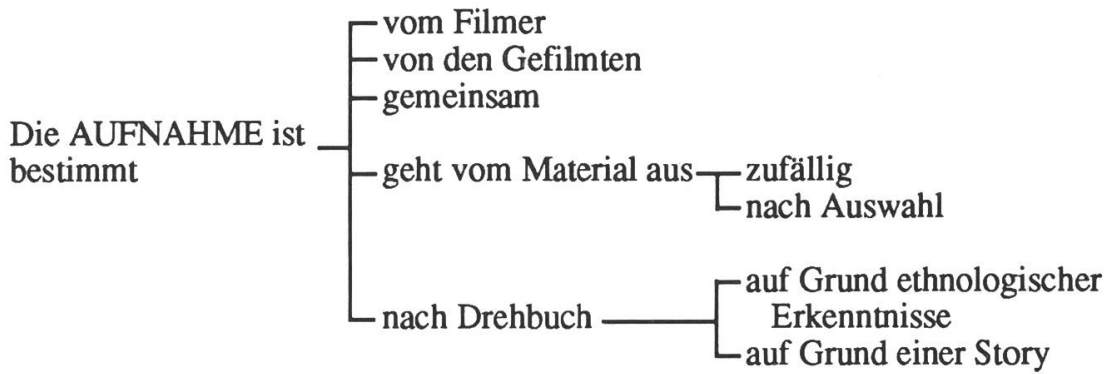 vom Filmer
von den Gefilmten
gemeinsam
Die AUFNAHME ist
bestimmt
geht vom Material aus
zufällig
nach Auswahl
nach Drehbuch
auf Grund ethnologischer
Erkenntnisse
auf Grund einer Story